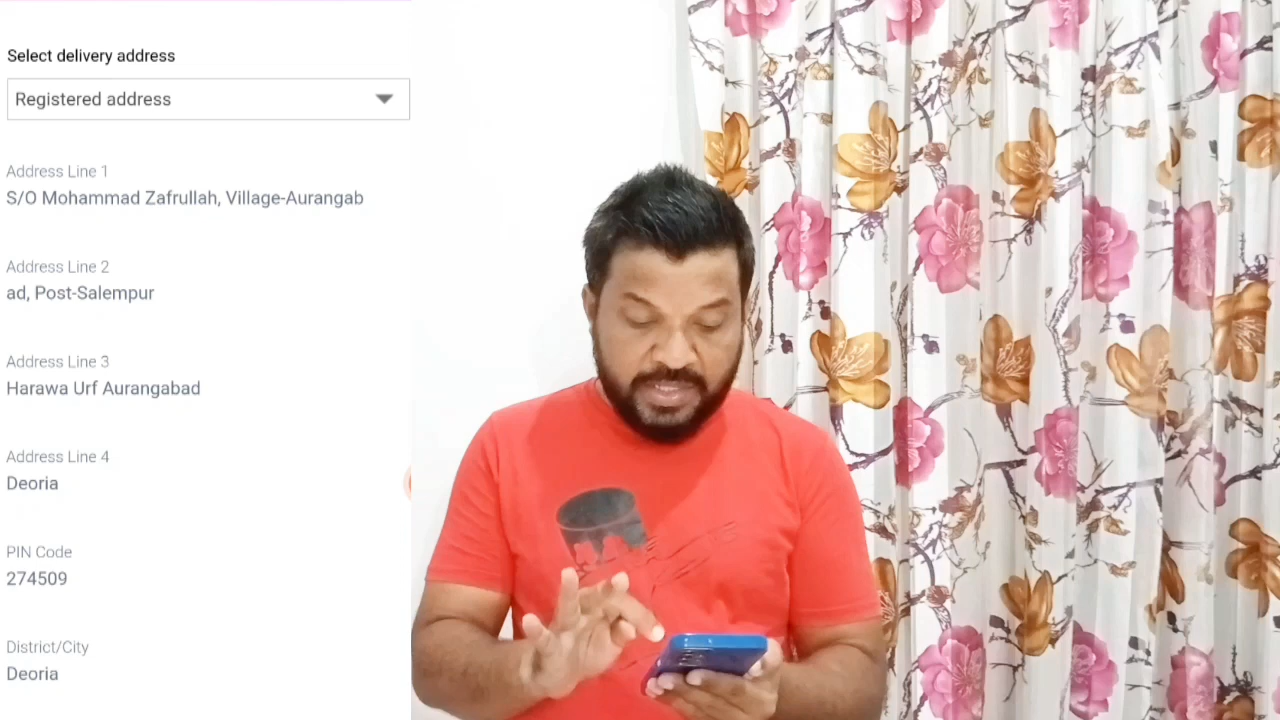 Select delivery address
Registered address
Address Line 1
S/O Mohammad Zafrullah, Village-Aurangab
Address Line 2
ad, Post-Salempur
Address Line 3
Harawa Urf Aurangabad
Address Line 4
Deoria
PIN Code
274509
District/City
Deoria